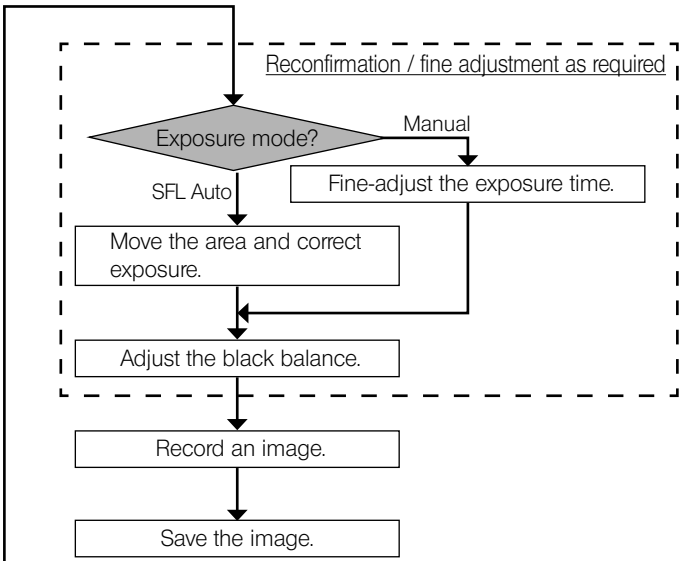 Reconfirmation / fine adjustment as required
Exposure mode?
Manual
SFL Auto
Fine-adjust the exposure time.
Move the area and correct
exposure.
Adjust the black balance.
Record an image.
Save the image.